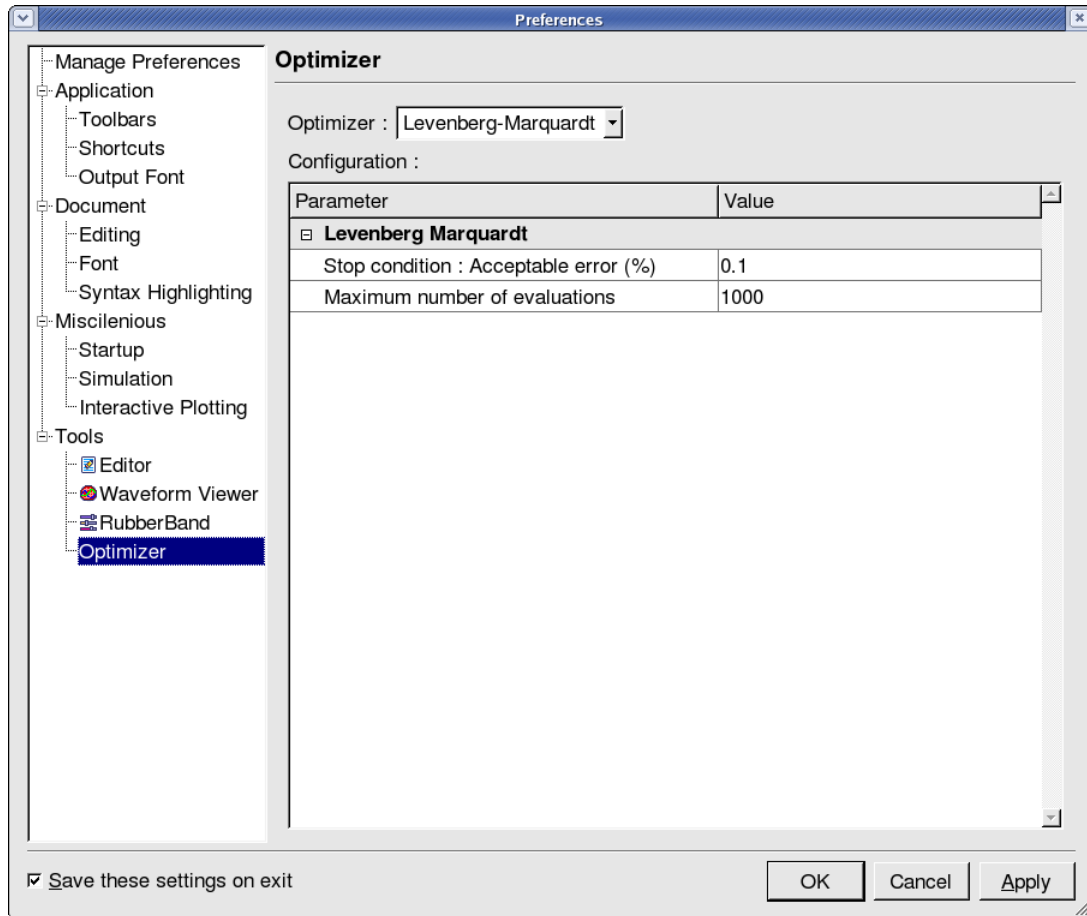 Preferences
Manage Preferences
Application
Toolbars
Shortcuts
Output Font
Document
Editing
Font
Syntax Highlighting
Miscilenious
Startup
Simulation
Interactive Plotting
Tools
Editor
Waveform Viewer
RubberBand
Optimizer
Optimizer
Optimizer : Levenberg-Marquardt
Configuration :
Parameter Value
Levenberg Marquardt
Stop condition : Acceptable error (%) 0.1
Maximum number of evaluations 1000
Save these settings on exit
OK Cancel Apply